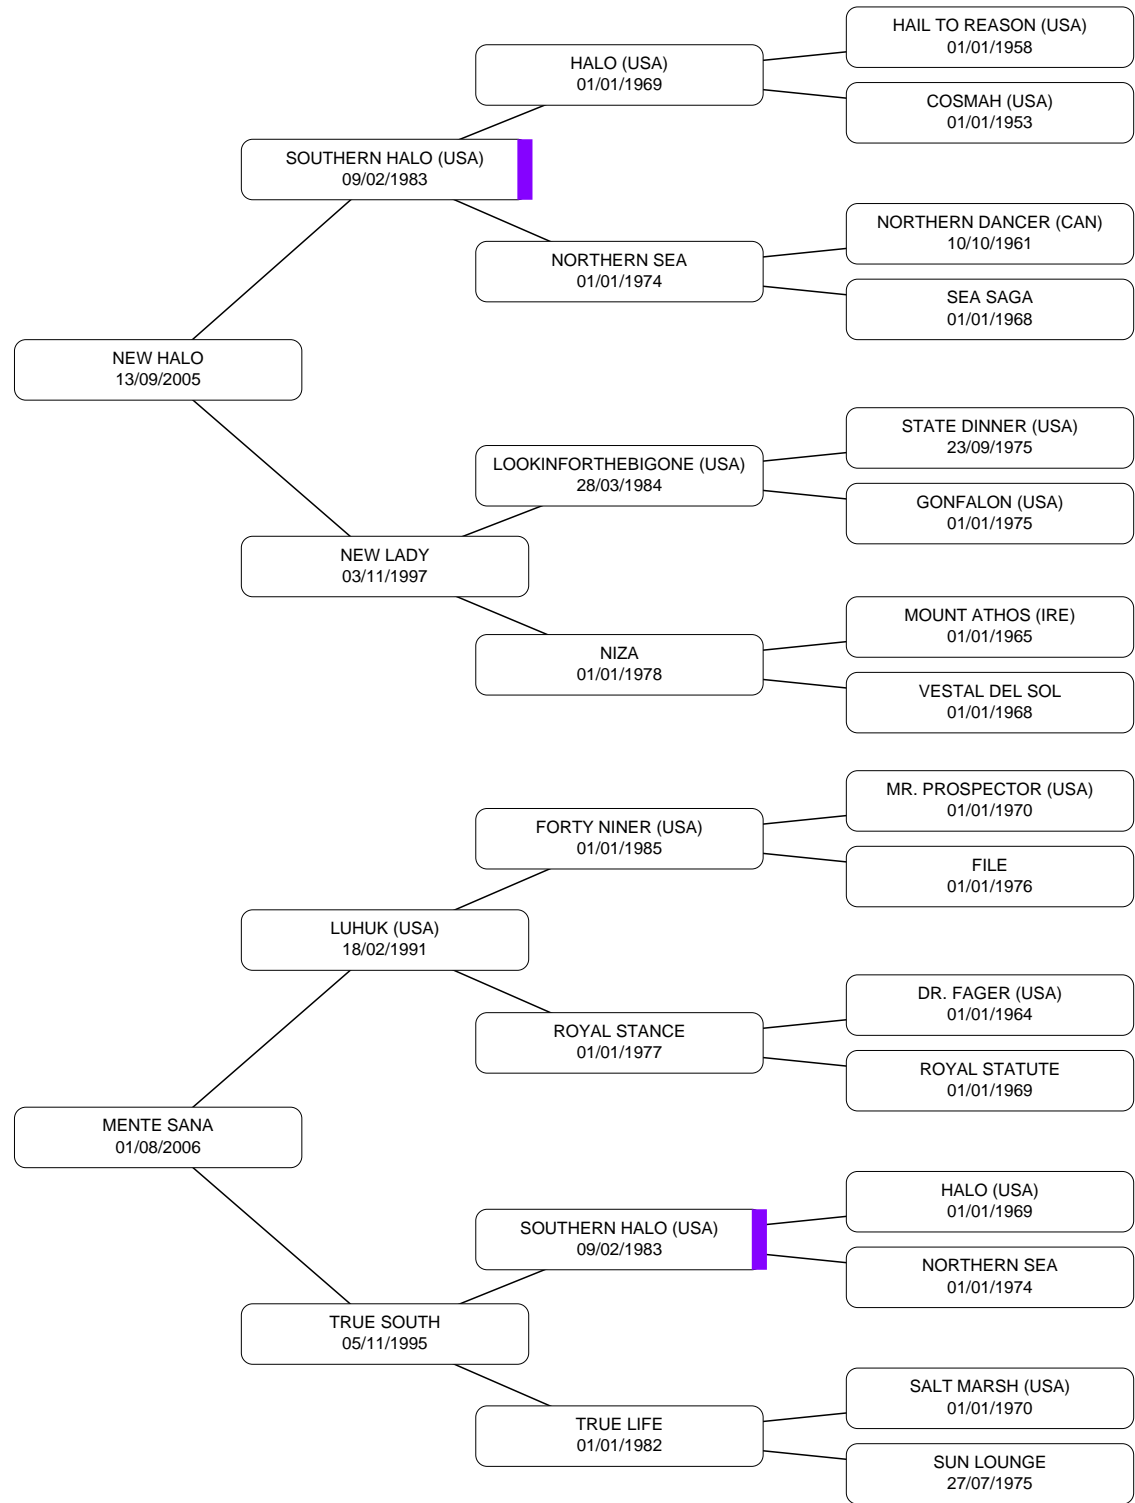 HAIL TO REASON (USA)
01/01/1958
HALO (USA)
01/01/1969
COSMAH (USA)
01/01/1953
SOUTHERN HALO (USA)
09/02/1983
NORTHERN DANCER (CAN)
10/10/1961
NORTHERN SEA
01/01/1974
SEA SAGA
01/01/1968
NEW HALO
13/09/2005
STATE DINNER (USA)
23/09/1975
LOOKINFORTHEBIGONE (USA)
28/03/1984
GONFALON (USA)
01/01/1975
NEW LADY
03/11/1997
MOUNT ATHOS (IRE)
01/01/1965
NIZA
01/01/1978
VESTAL DEL SOL
01/01/1968
MR. PROSPECTOR (USA)
01/01/1970
FORTY NINER (USA)
01/01/1985
FILE
01/01/1976
LUHUK (USA)
18/02/1991
DR. FAGER (USA)
01/01/1964
ROYAL STANCE
01/01/1977
ROYAL STATUTE
01/01/1969
MENTE SANA
01/08/2006
HALO (USA)
01/01/1969
SOUTHERN HALO (USA)
09/02/1983
NORTHERN SEA
01/01/1974
TRUE SOUTH
05/11/1995
SALT MARSH (USA)
01/01/1970
TRUE LIFE
01/01/1982
SUN LOUNGE
27/07/1975